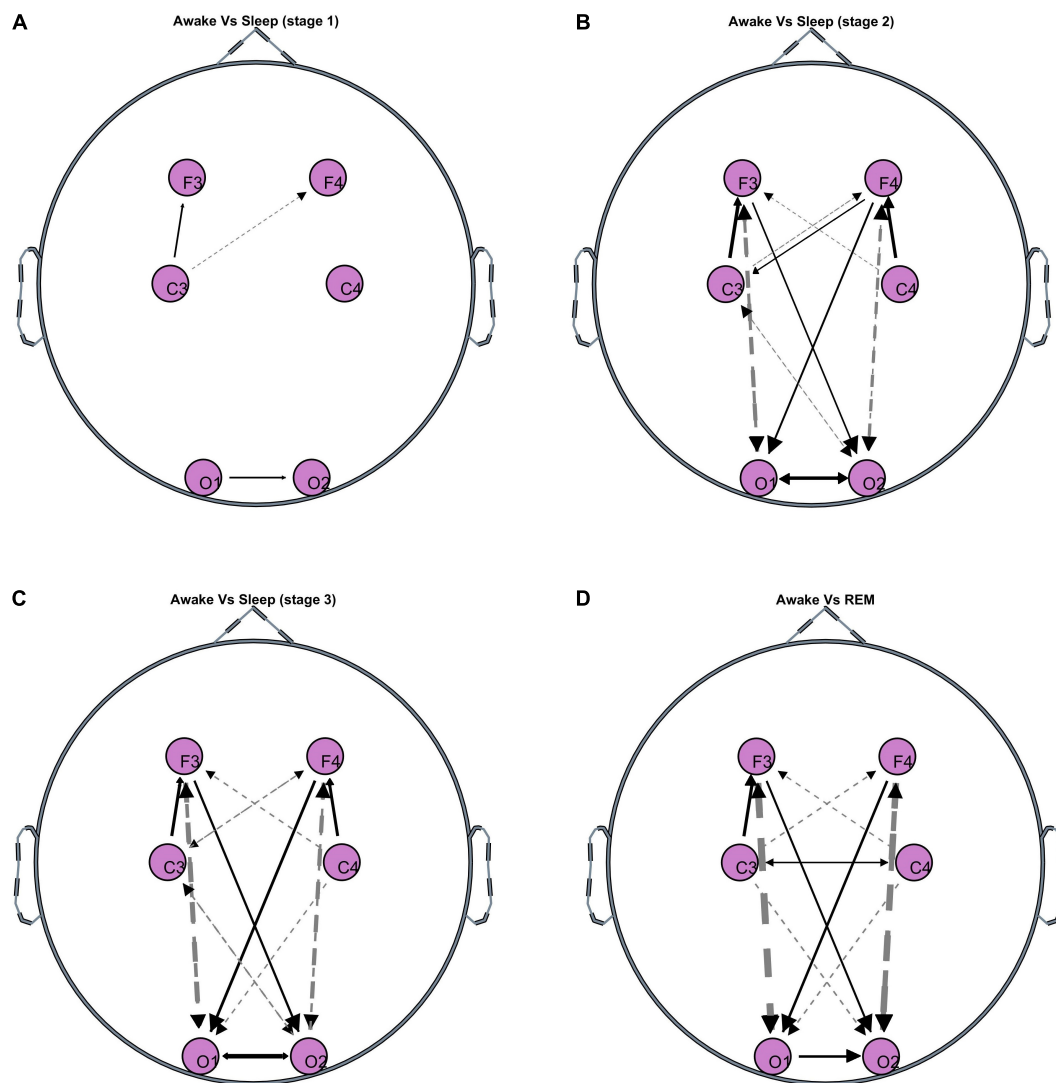 A
Awake Vs Sleep (stage 1)
F3
F4
C3
C4
O1
O2
B
Awake Vs Sleep (stage 2)
F3
F4
C3
C4
O1
O2
C
Awake Vs Sleep (stage 3)
F3
F4
C3
C4
O1
O2
D
Awake Vs REM
F3
F4
C3
C4
O1
O2